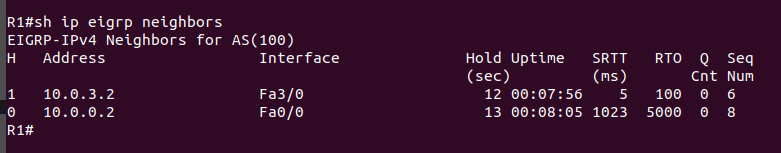 R1#sh ip eigrp neighbors
EIGRP-IPv4 Neighbors for AS(100)
H   Address                 Interface              Hold Uptime   SRTT   RTO  Q  Seq
                                                   (sec)         (ms)       Cnt Num
1   10.0.3.2                Fa3/0                    12 00:07:56    5   100  0  6
0   10.0.0.2                Fa0/0                    13 00:08:05 1023  5000  0  8
R1#